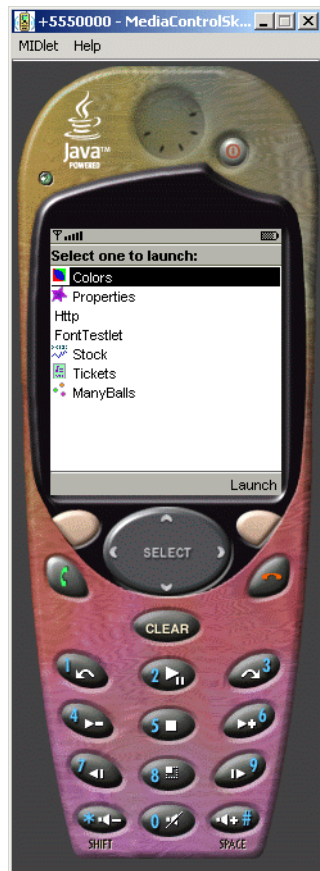 +5550000 - MediaControlSk...
MIDlet Help
Java™
POWERED
Select one to launch:
Colors
Properties
Http
FontTestlet
Stock
Tickets
ManyBalls
Launch
SELECT
CLEAR
1 2 3
4 5 6
7 8 9
* 0 #
SHIFT SPACE